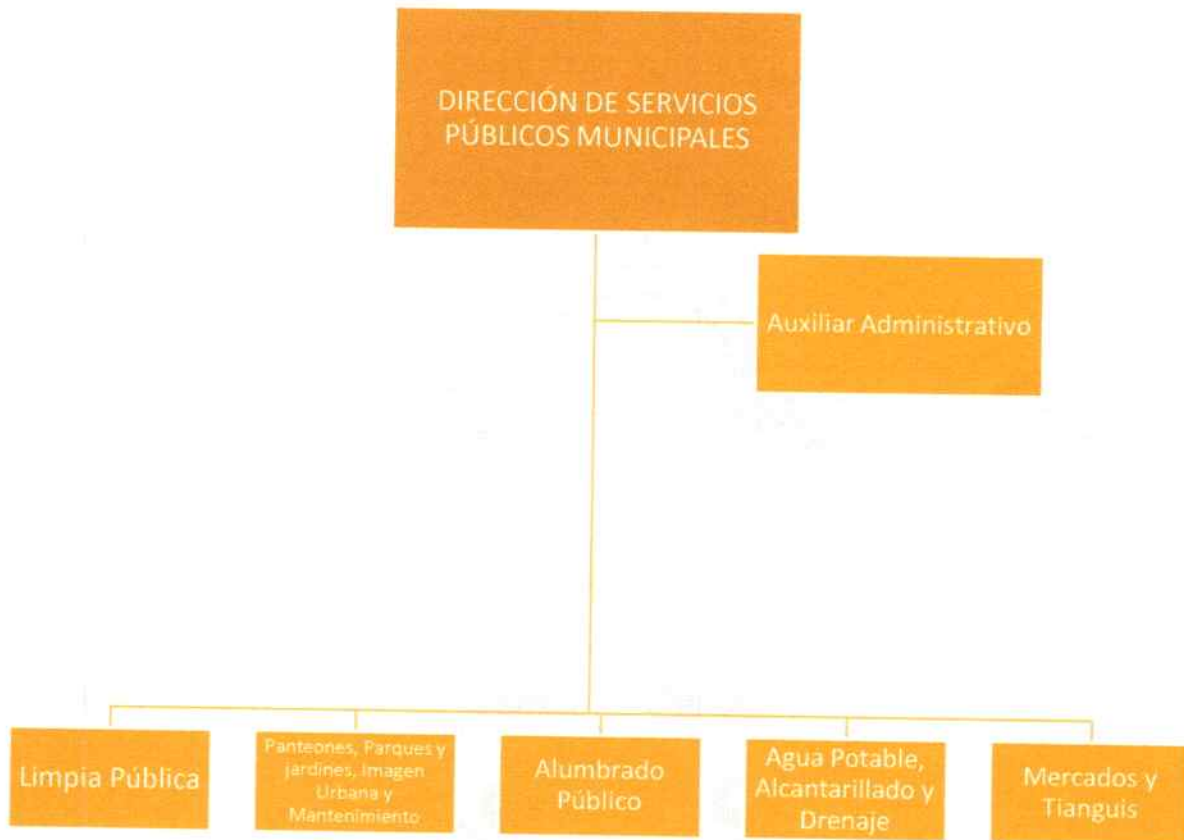 DIRECCIÓN DE SERVICIOS
PÚBLICOS MUNICIPALES
Auxiliar Administrativo
Limpia Pública
Panteones, Parques y
jardines, Imagen
Urbana y
Mantenimiento
Alumbrado
Público
Agua Potable,
Alcantarillado y
Drenaje
Mercados y
Tianguis